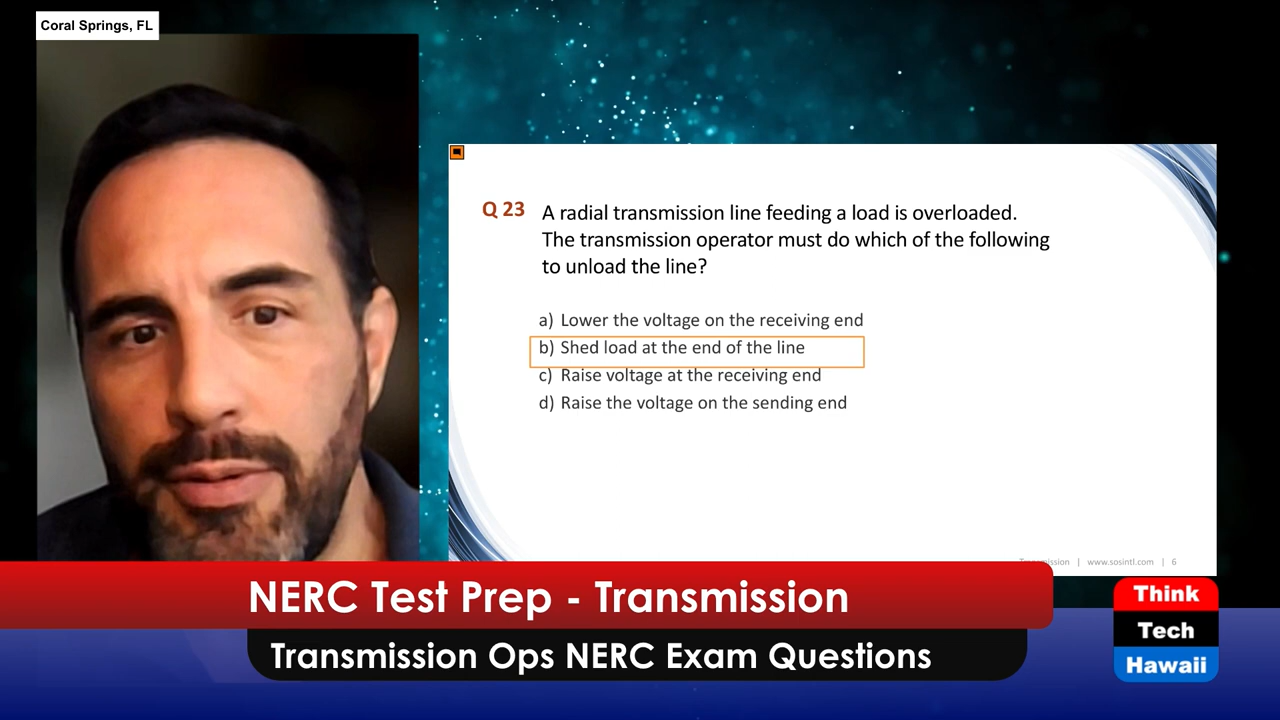 Coral Springs, FL
Q 23 A radial transmission line feeding a load is overloaded.
The transmission operator must do which of the following
to unload the line?
a) Lower the voltage on the receiving end
b) Shed load at the end of the line
c) Raise voltage at the receiving end
d) Raise the voltage on the sending end
Transmission | www.sosintl.com | 6
NERC Test Prep - Transmission
Transmission Ops NERC Exam Questions
Think
Tech
Hawaii